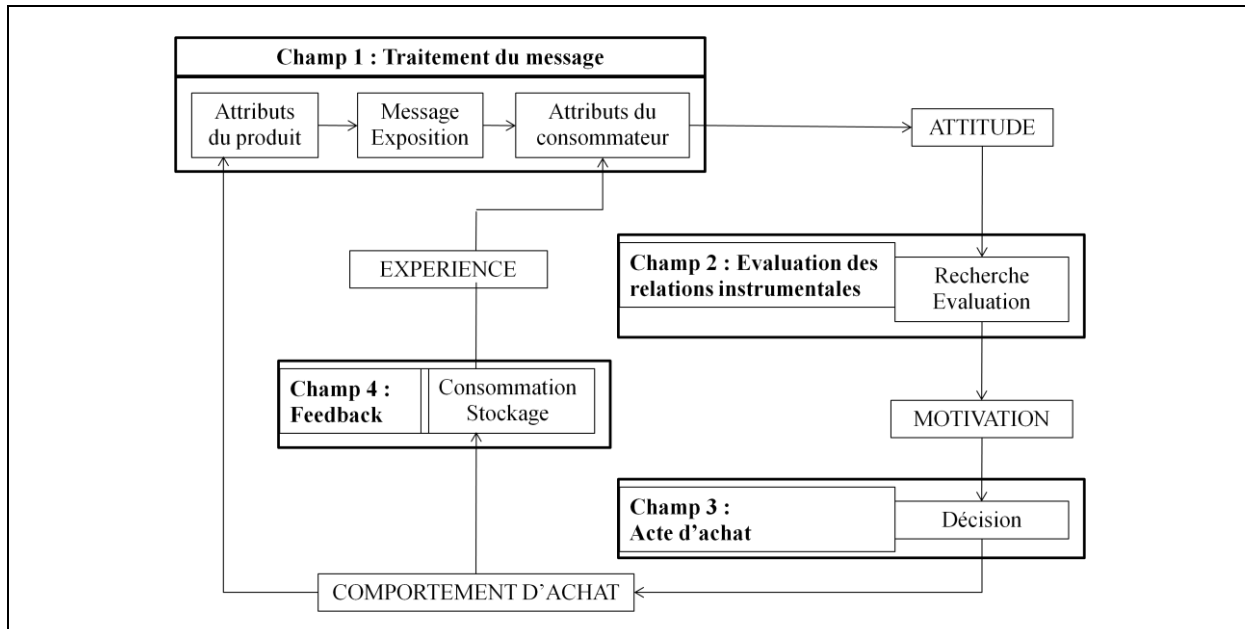 Champ 1 : Traitement du message
Attributs
du produit
Message
Exposition
Attributs du
consommateur
ATTITUDE
Champ 2 : Evaluation des
relations instrumentales
Recherche
Evaluation
EXPERIENCE
Champ 4 :
Feedback
Consommation
Stockage
MOTIVATION
Champ 3 :
Acte d’achat
Décision
COMPORTEMENT D’ACHAT